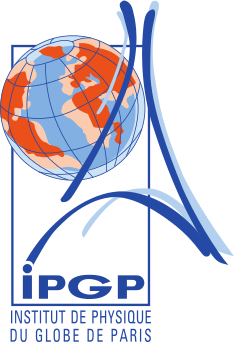 iPGP
INSTITUT DE PHYSIQUE
DU GLOBE DE PARIS